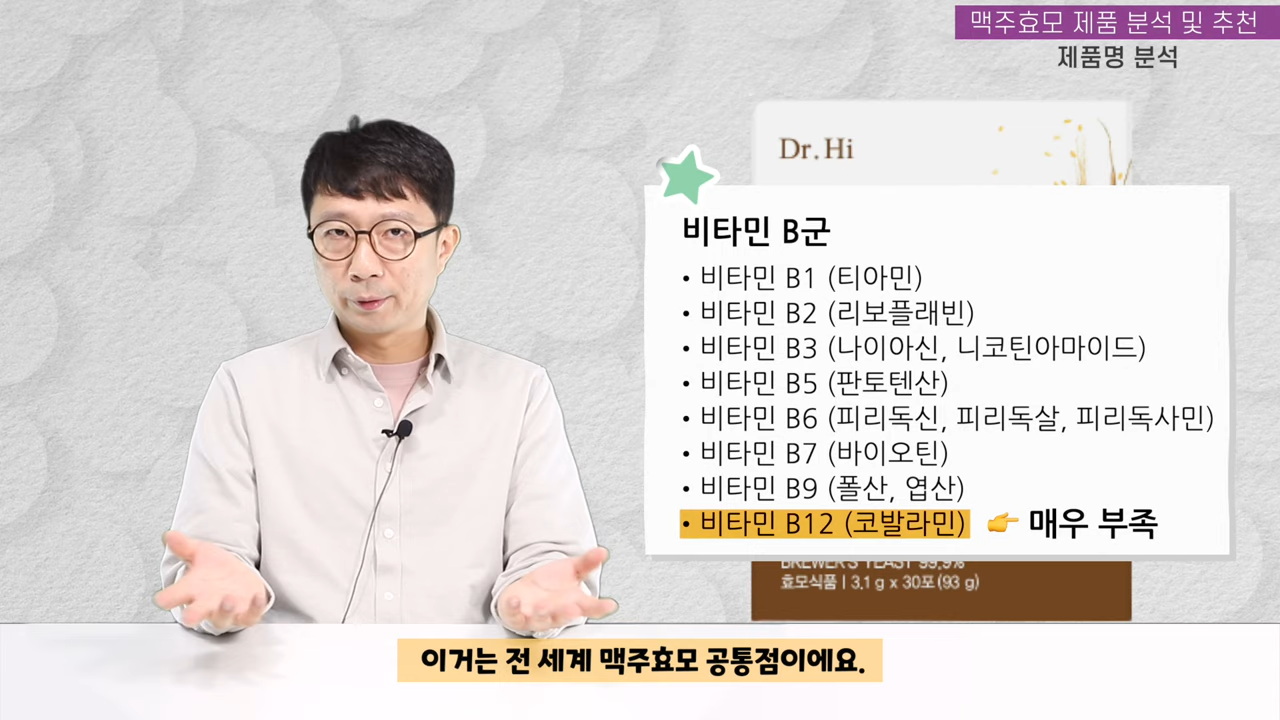 맥주효모 제품 분석 및 추천
제품명 분석
Dr. Hi
비타민 B군
• 비타민 B1 (티아민)
• 비타민 B2 (리보플래빈)
• 비타민 B3 (나이아신, 니코틴아마이드)
• 비타민 B5 (판토텐산)
• 비타민 B6 (피리독신, 피리독살, 피리독사민)
• 비타민 B7 (바이오틴)
• 비타민 B9 (폴산, 엽산)
• 비타민 B12 (코발라민) 👉 매우 부족
BREWER'S YEAST 99,9%
효모식품 | 3.1 g x 30포 (93 g)
이거는 전 세계 맥주효모 공통점이에요.